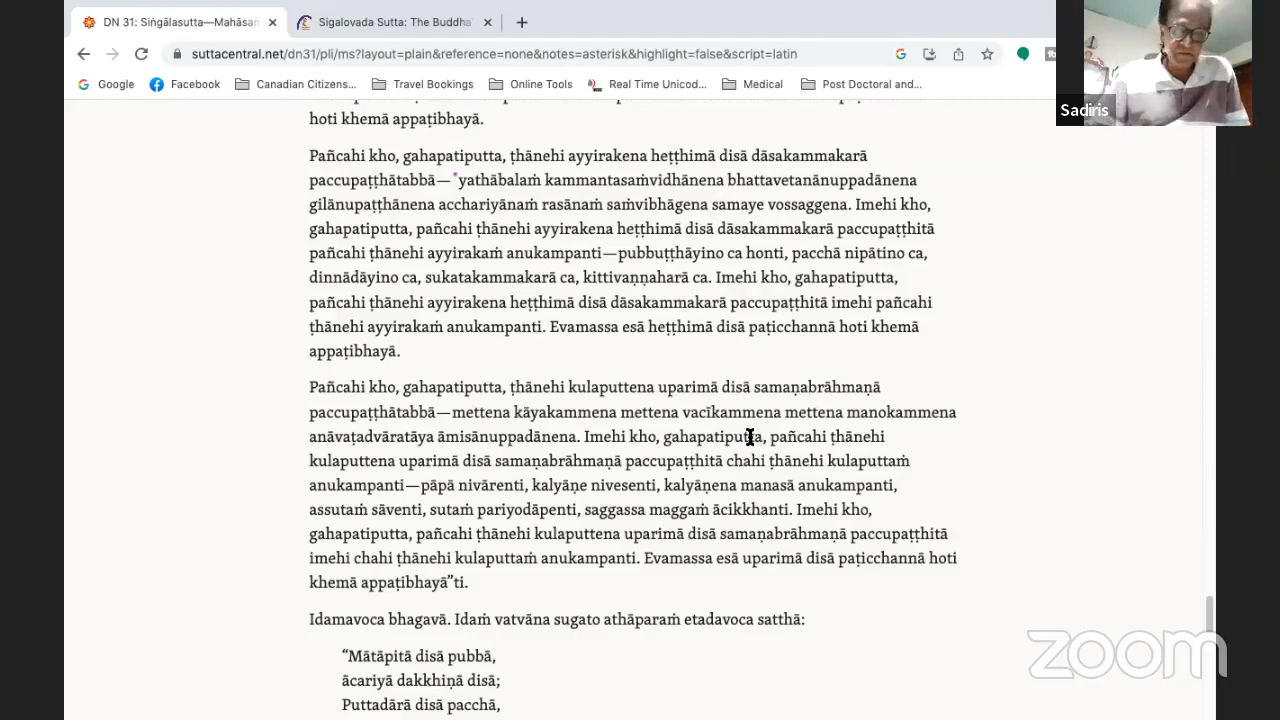 DN 31: Siṅgālasutta—Mahāsaṅ
Sigalovada Sutta: The Buddha'
suttacentral.net/dn31/pli/ms?layout=plain&reference=none&notes=asterisk&highlight=false&script=latin
Google
Facebook
Canadian Citizens...
Travel Bookings
Online Tools
Real Time Unicod...
Medical
Post Doctoral and...
Sadiris
hoti khemā appaṭibhayā.
Pañcahi kho, gahapatiputta, ṭhānehi ayyirakena heṭṭhimā disā dāsakammakarā
paccupaṭṭhātabbā—*yathābalaṁ kammantasaṁvidhānena bhattavetanānuppadānena
gilānupaṭṭhānena acchariyānaṁ rasānaṁ saṁvibhāgena samaye vossaggena. Imehi kho,
gahapatiputta, pañcahi ṭhānehi ayyirakena heṭṭhimā disā dāsakammakarā paccupaṭṭhitā
pañcahi ṭhānehi ayyirakaṁ anukampanti—pubbuṭṭhāyino ca honti, pacchā nipātino ca,
dinnādāyino ca, sukatakammakarā ca, kittivaṇṇaharā ca. Imehi kho, gahapatiputta,
pañcahi ṭhānehi ayyirakena heṭṭhimā disā dāsakammakarā paccupaṭṭhitā imehi pañcahi
ṭhānehi ayyirakaṁ anukampanti. Evamassa esā heṭṭhimā disā paṭicchannā hoti khemā
appaṭibhayā.
Pañcahi kho, gahapatiputta, ṭhānehi kulaputtena uparimā disā samaṇabrāhmaṇā
paccupaṭṭhātabbā—mettena kāyakammena mettena vacīkammena mettena manokammena
anāvaṭadvāratāya āmisānuppadānena. Imehi kho, gahapatiputta, pañcahi ṭhānehi
kulaputtena uparimā disā samaṇabrāhmaṇā paccupaṭṭhitā chahi ṭhānehi kulaputtaṁ
anukampanti—pāpā nivārenti, kalyāṇe nivesenti, kalyāṇena manasā anukampanti,
assutaṁ sāventi, sutaṁ pariyodāpenti, saggassa maggaṁ ācikkhanti. Imehi kho,
gahapatiputta, pañcahi ṭhānehi kulaputtena uparimā disā samaṇabrāhmaṇā paccupaṭṭhitā
imehi chahi ṭhānehi kulaputtaṁ anukampanti. Evamassa esā uparimā disā paṭicchannā hoti
khemā appaṭibhayā”ti.
Idamavoca bhagavā. Idaṁ vatvāna sugato athāparaṁ etadavoca satthā:
“Mātāpitā disā pubbā,
ācariyā dakkhiṇā disā;
Puttadārā disā pacchā,
zoom